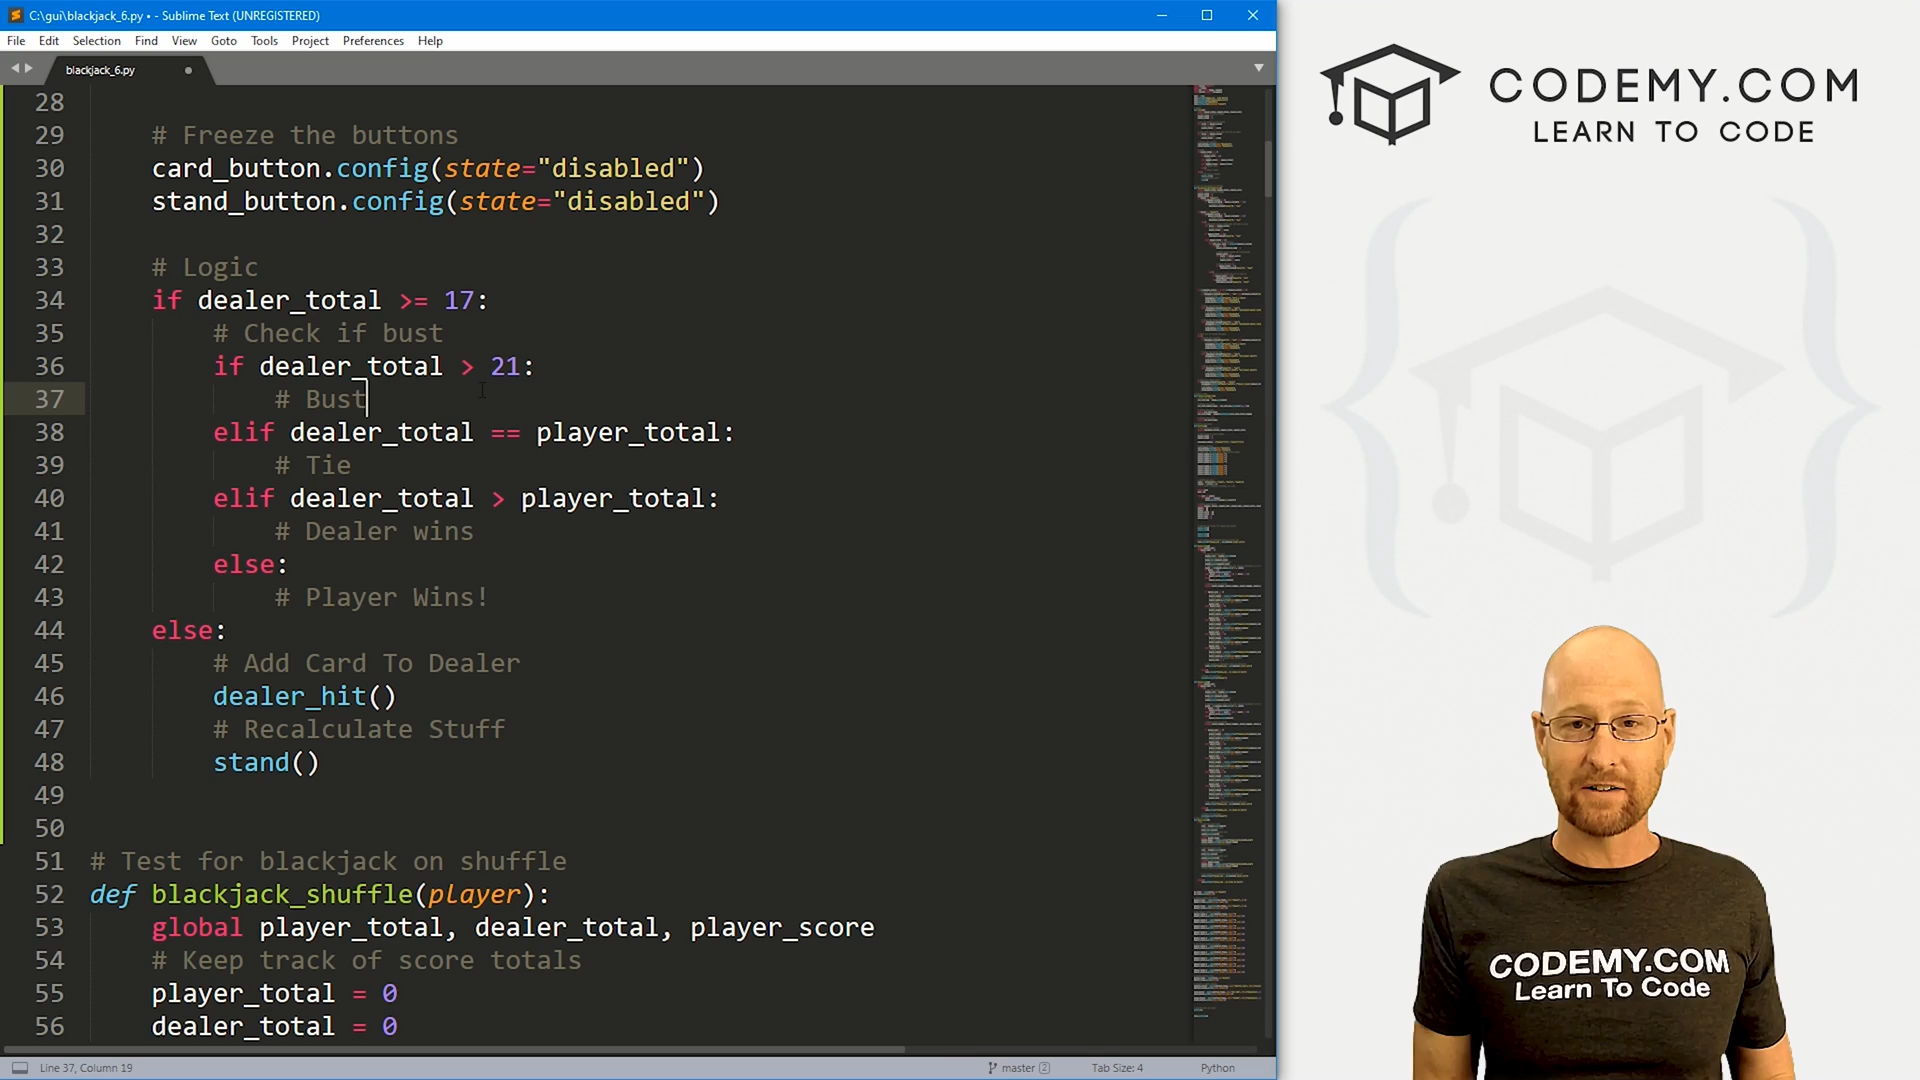 C:\gui\blackjack_6.py • - Sublime Text (UNREGISTERED)
File Edit Selection Find View Goto Tools Project Preferences Help
blackjack_6.py
28
29 # Freeze the buttons
30 card_button.config(state="disabled")
31 stand_button.config(state="disabled")
32
33 # Logic
34 if dealer_total >= 17:
35 # Check if bust
36 if dealer_total > 21:
37 # Bust
38 elif dealer_total == player_total:
39 # Tie
40 elif dealer_total > player_total:
41 # Dealer wins
42 else:
43 # Player Wins!
44 else:
45 # Add Card To Dealer
46 dealer_hit()
47 # Recalculate Stuff
48 stand()
49
50
51 # Test for blackjack on shuffle
52 def blackjack_shuffle(player):
53 global player_total, dealer_total, player_score
54 # Keep track of score totals
55 player_total = 0
56 dealer_total = 0
Line 37, Column 19
master 2
Tab Size: 4
Python
CODEMY.COM
LEARN TO CODE
CODEMY.COM
Learn To Code